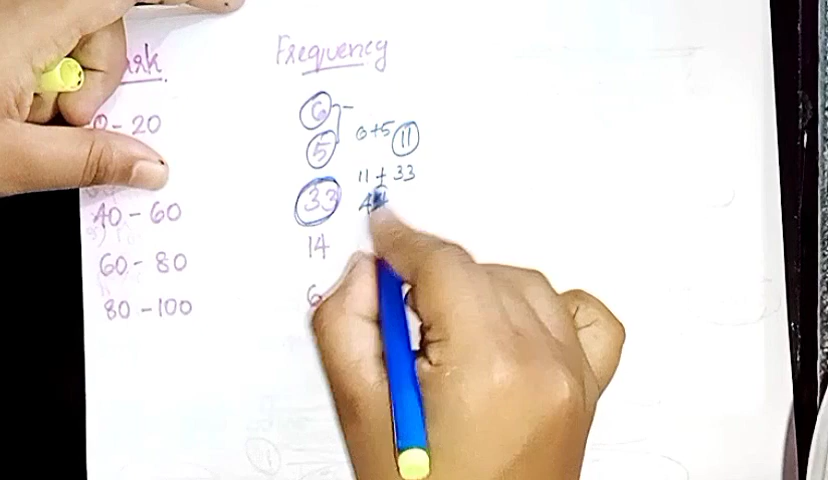 Frequency
0-20 6
5 6+5 11
11 + 33
40-60 33 44
60-80 14
80-100 6